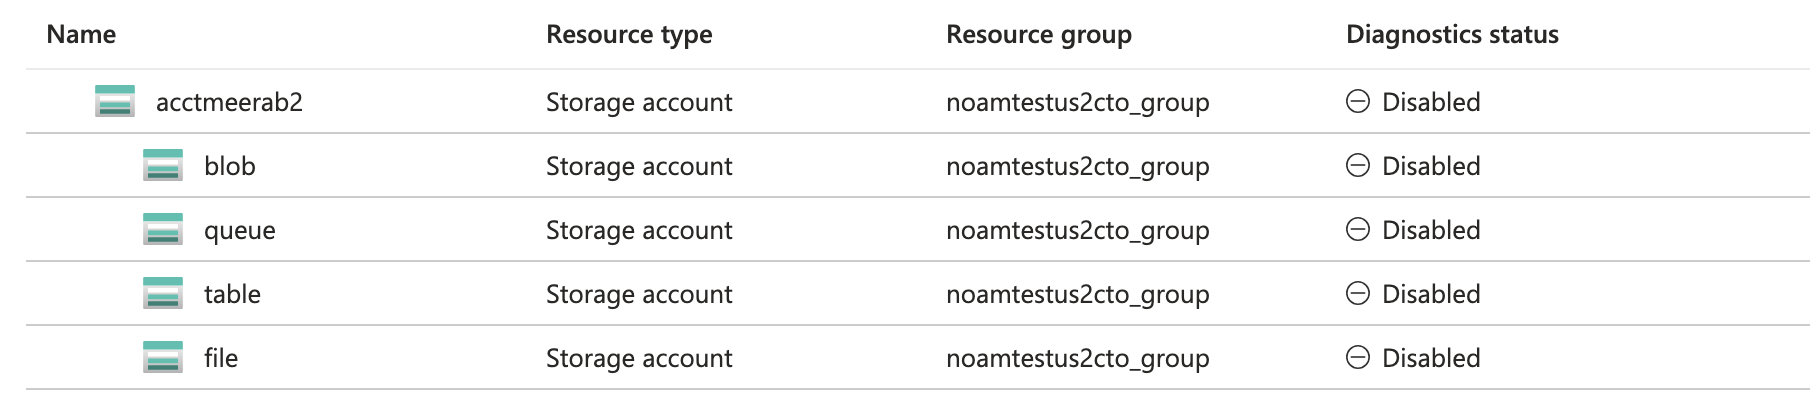 Name Resource type Resource group Diagnostics status
acctmeerab2 Storage account noamtestus2cto_group Disabled
blob Storage account noamtestus2cto_group Disabled
queue Storage account noamtestus2cto_group Disabled
table Storage account noamtestus2cto_group Disabled
file Storage account noamtestus2cto_group Disabled